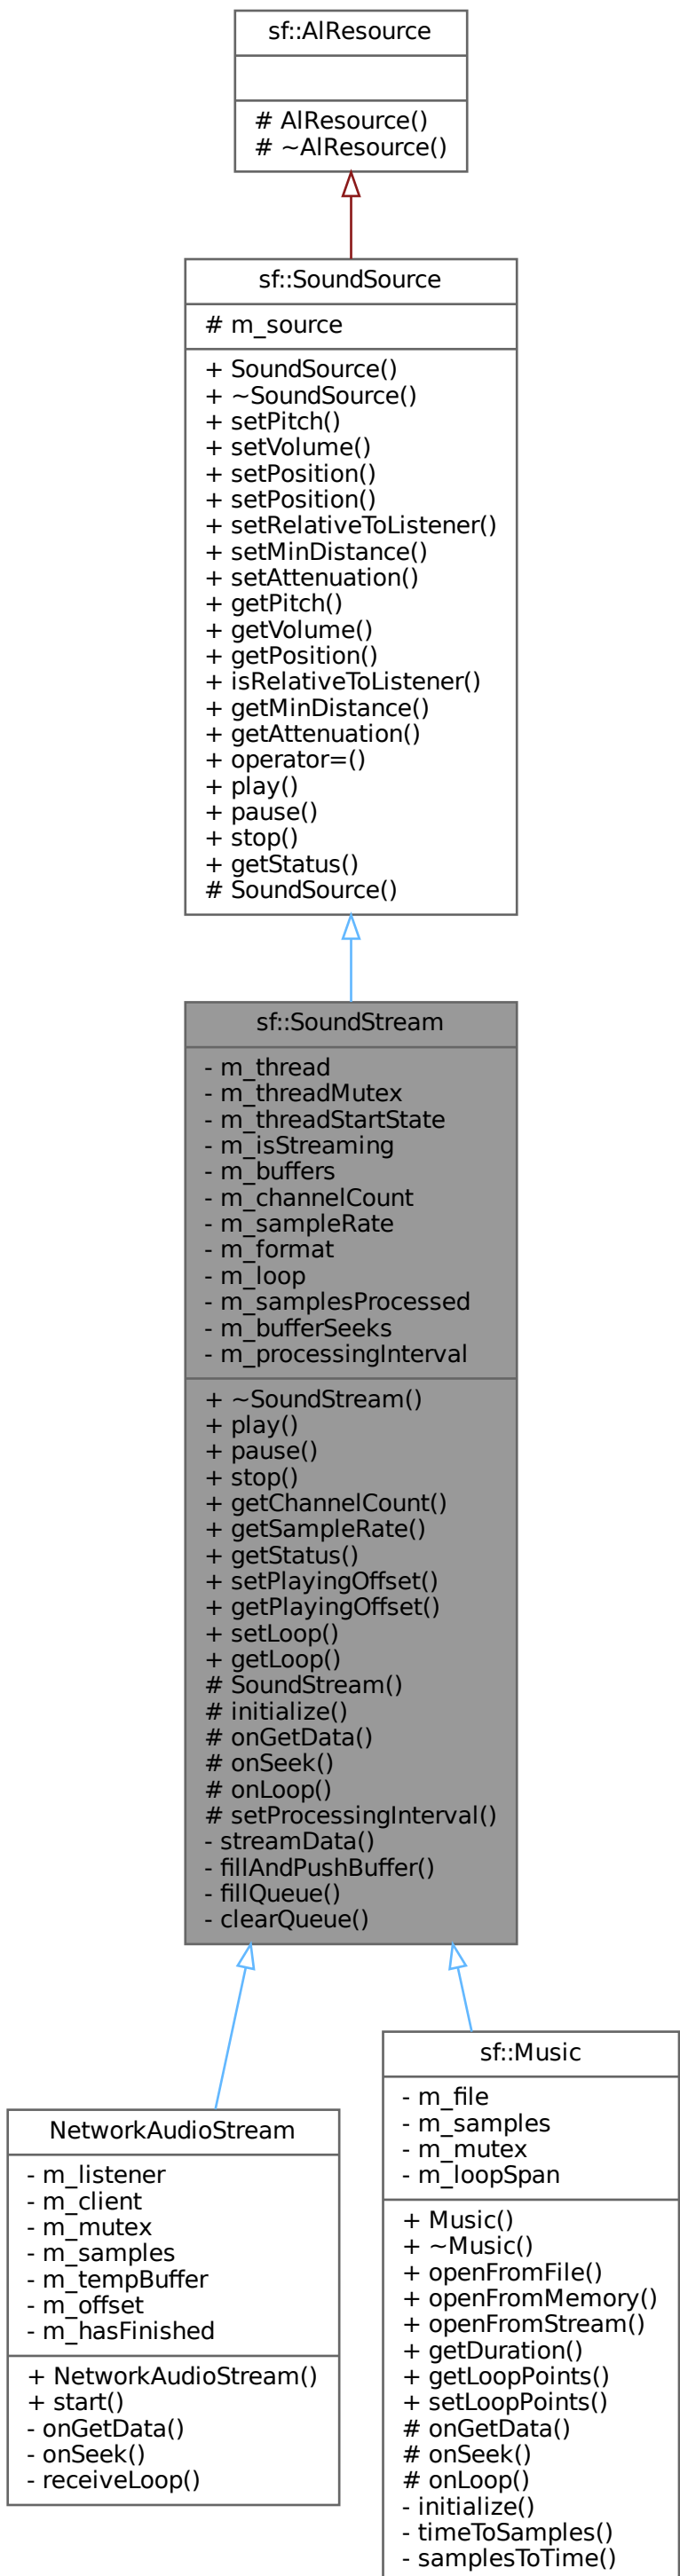 sf::AlResource
# AlResource()
# ~AlResource()
sf::SoundSource
# m_source
+ SoundSource()
+ ~SoundSource()
+ setPitch()
+ setVolume()
+ setPosition()
+ setPosition()
+ setRelativeToListener()
+ setMinDistance()
+ setAttenuation()
+ getPitch()
+ getVolume()
+ getPosition()
+ isRelativeToListener()
+ getMinDistance()
+ getAttenuation()
+ operator=()
+ play()
+ pause()
+ stop()
+ getStatus()
# SoundSource()
sf::SoundStream
- m_thread
- m_threadMutex
- m_threadStartState
- m_isStreaming
- m_buffers
- m_channelCount
- m_sampleRate
- m_format
- m_loop
- m_samplesProcessed
- m_bufferSeeks
- m_processingInterval
+ ~SoundStream()
+ play()
+ pause()
+ stop()
+ getChannelCount()
+ getSampleRate()
+ getStatus()
+ setPlayingOffset()
+ getPlayingOffset()
+ setLoop()
+ getLoop()
# SoundStream()
# initialize()
# onGetData()
# onSeek()
# onLoop()
# setProcessingInterval()
- streamData()
- fillAndPushBuffer()
- fillQueue()
- clearQueue()
NetworkAudioStream
- m_listener
- m_client
- m_mutex
- m_samples
- m_tempBuffer
- m_offset
- m_hasFinished
+ NetworkAudioStream()
+ start()
- onGetData()
- onSeek()
- receiveLoop()
sf::Music
- m_file
- m_samples
- m_mutex
- m_loopSpan
+ Music()
+ ~Music()
+ openFromFile()
+ openFromMemory()
+ openFromStream()
+ getDuration()
+ getLoopPoints()
+ setLoopPoints()
# onGetData()
# onSeek()
# onLoop()
- initialize()
- timeToSamples()
- samplesToTime()